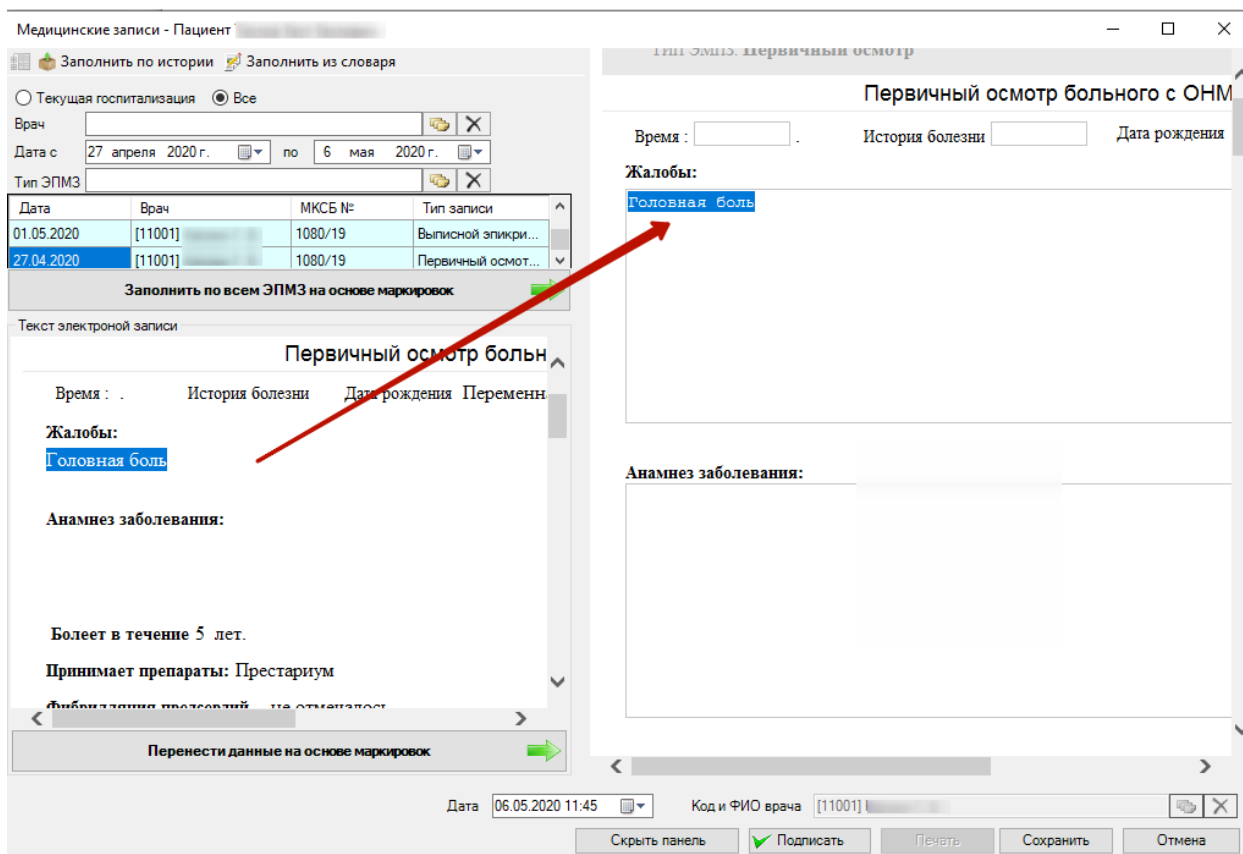 Медицинские записи - Пациент
Заполнить по истории Заполнить из словаря
Текущая госпитализация Все
Врач
Дата с 27 апреля 2020 г. по 6 мая 2020 г.
Тип ЭПМЗ
Дата Врач МКСБ № Тип записи
01.05.2020 [11001] 1080/19 Выписной эпикри...
27.04.2020 [11001] 1080/19 Первичный осмот...
Заполнить по всем ЭПМЗ на основе маркировок
Текст электроной записи
Первичный осмотр больн
Время : . История болезни Дата рождения Переменн
Жалобы:
Головная боль
Анамнез заболевания:
Болеет в течение 5 лет.
Принимает препараты: Престариум
Фибрилляция предсердий не отмечалось
Перенести данные на основе маркировок
ТИП ЭМПЗ: Первичный осмотр
Первичный осмотр больного с ОНМ
Время : . История болезни Дата рождения
Жалобы:
Головная боль
Анамнез заболевания:
Дата 06.05.2020 11:45 Код и ФИО врача [11001]
Скрыть панель Подписать Печать Сохранить Отмена